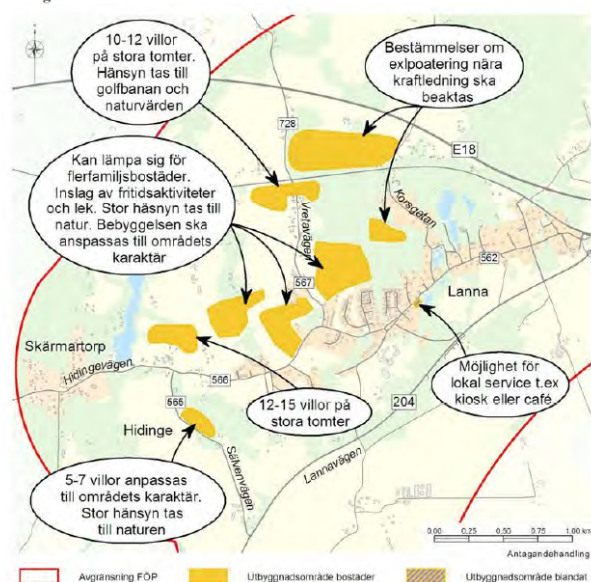 10-12 villor
på stora tomter.
Hänsyn tas till
golfbanan och
naturvärden
Bestämmelser om
exlpoatering nära
kraftledning ska
beaktas
728
E18
Kan lämpa sig för
flerfamiljsbostäder.
Inslag av fritidsaktiviteter
och lek. Stor häsnyn tas till
natur. Bebyggelsen ska
anspassas till områdets
karaktär
Korsgatan
Vretavägen
562
567
Lanna
Skärmartorp
Hidingevägen
566
Möjlighet för
lokal service t.ex
kiosk eller café
12-15 villor på
stora tomter
204
565
Hidinge
Sälvenvägen
Lannavägen
5-7 villor anpassas
till områdets karaktär.
Stor hänsyn tas
till naturen
0,00 0,25 0,50 0,75 1,00 km
Antagandehandling
Avgränsning FÖP
Utbyggnadsområde bostäder
Utbyggnadsområde blandat